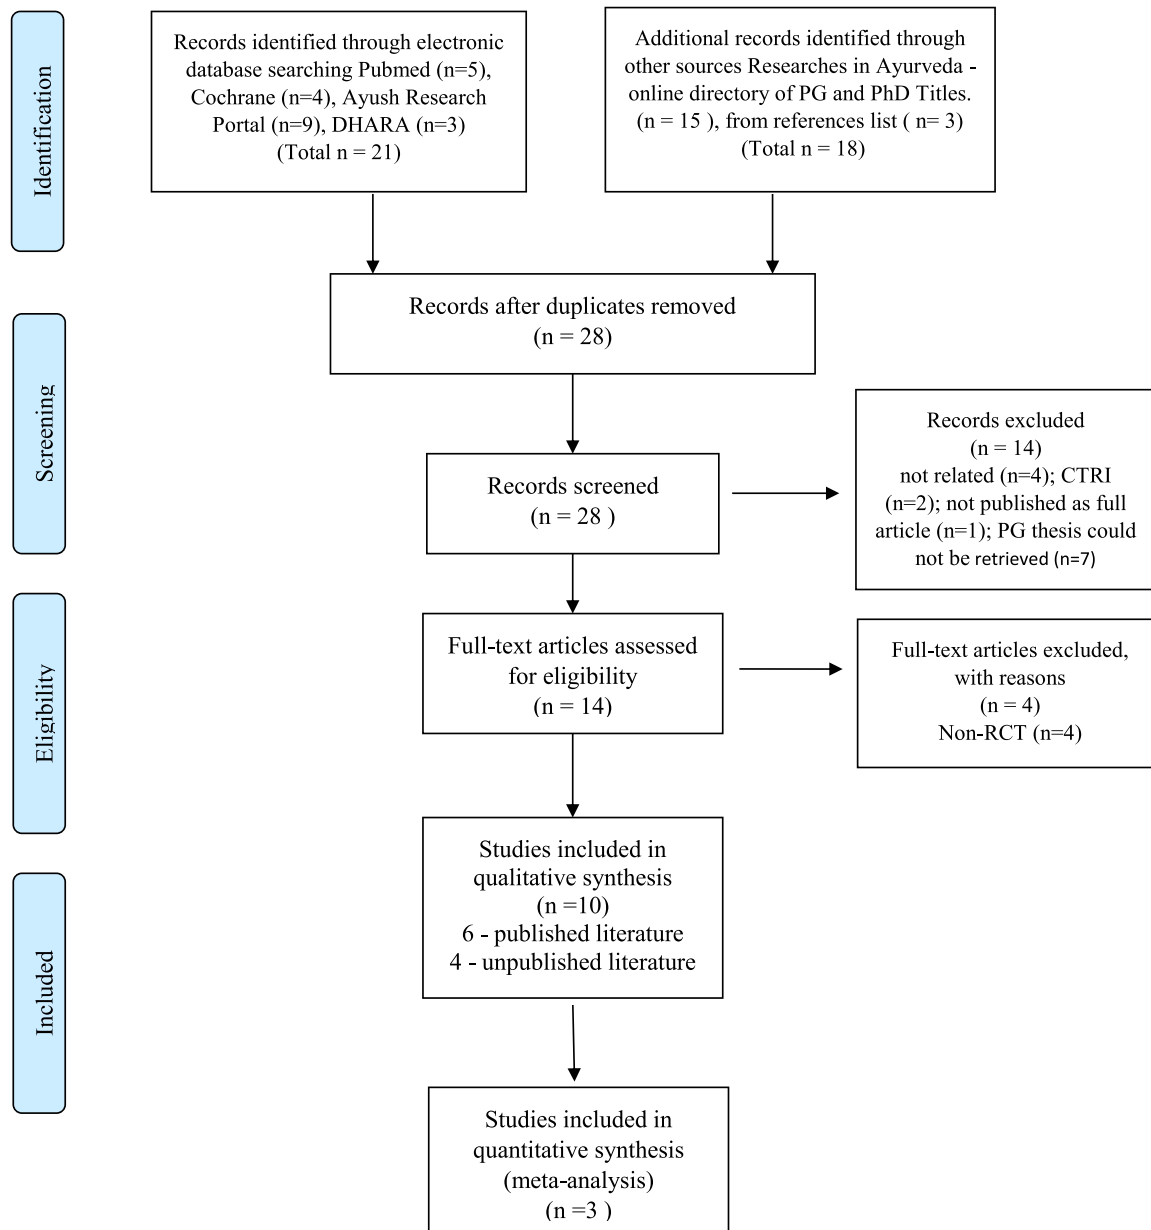 Identification
Records identified through electronic
database searching Pubmed (n=5),
Cochrane (n=4), Ayush Research
Portal (n=9), DHARA (n=3)
(Total n = 21)
Additional records identified through
other sources Researches in Ayurveda -
online directory of PG and PhD Titles.
(n = 15 ), from references list ( n= 3)
(Total n = 18)
Records after duplicates removed
(n = 28)
Screening
Records screened
(n = 28 )
Records excluded
(n = 14)
not related (n=4); CTRI
(n=2); not published as full
article (n=1); PG thesis could
not be retrieved (n=7)
Eligibility
Full-text articles assessed
for eligibility
(n = 14)
Full-text articles excluded,
with reasons
(n = 4)
Non-RCT (n=4)
Included
Studies included in
qualitative synthesis
(n =10)
6 - published literature
4 - unpublished literature
Studies included in
quantitative synthesis
(meta-analysis)
(n =3 )